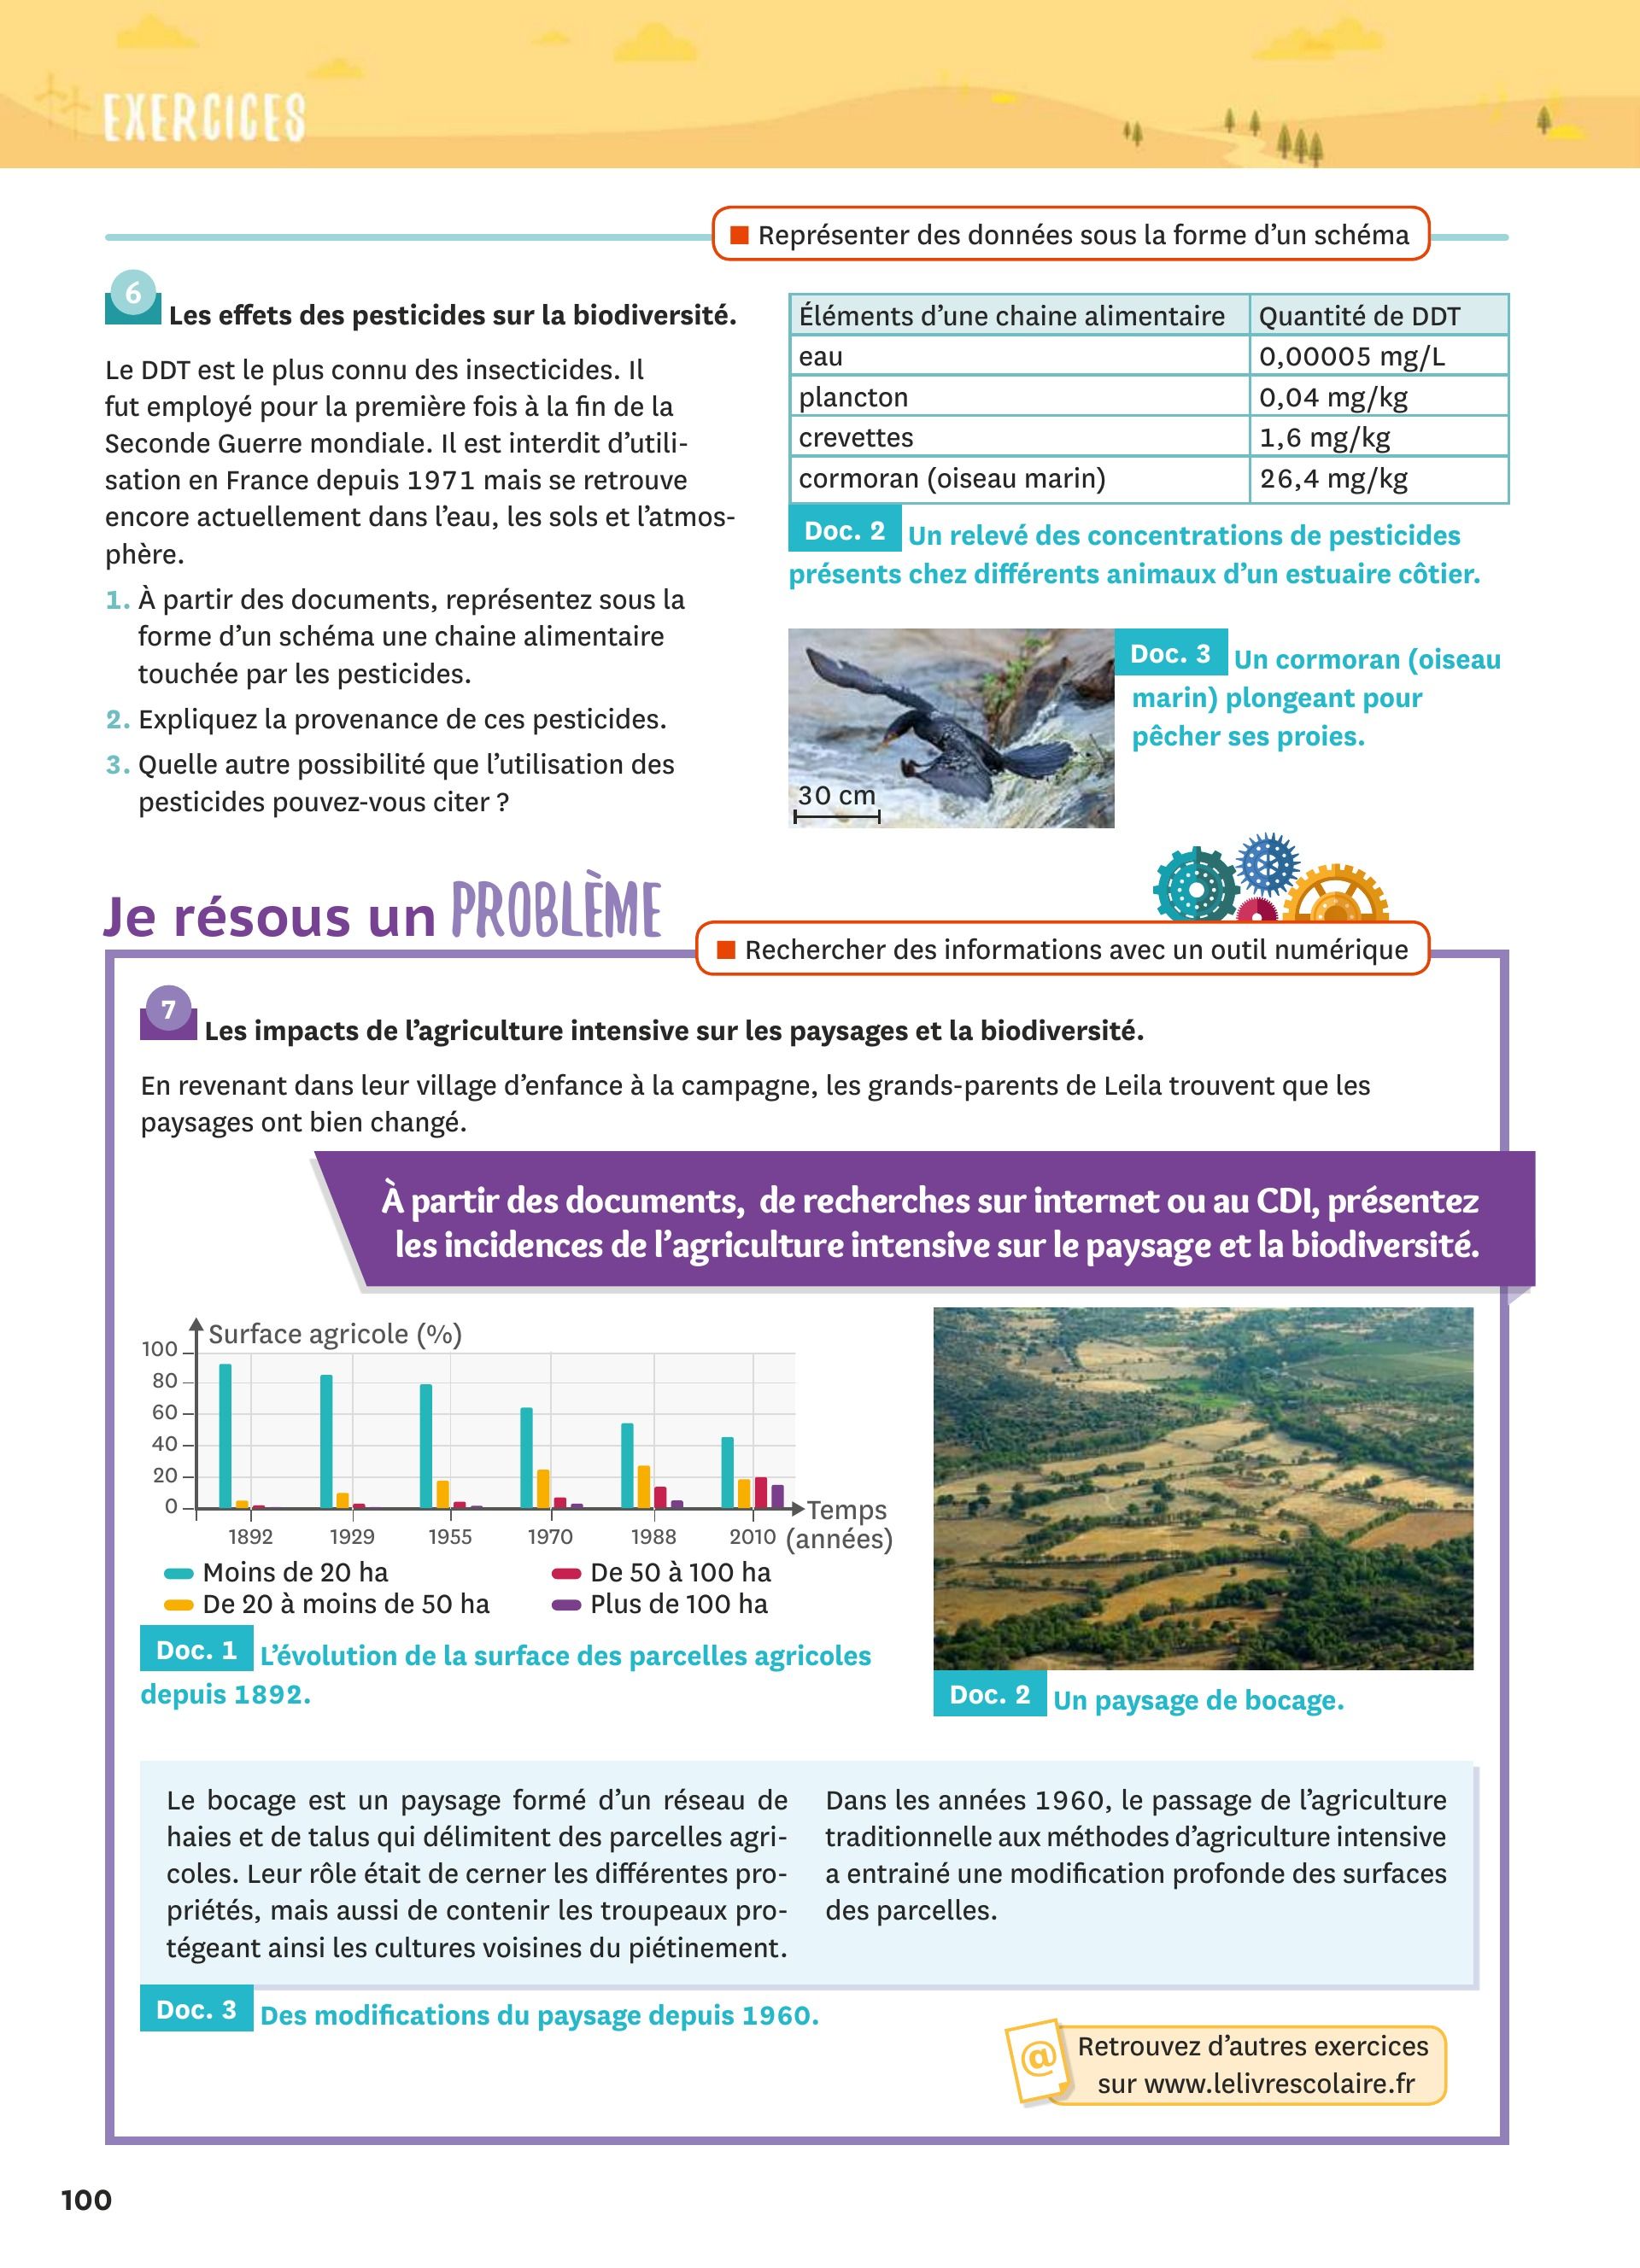 EXERCICES
■ Représenter des données sous la forme d'un schéma
6
Les effets des pesticides sur la biodiversité.
Le DDT est le plus connu des insecticides. Il
fut employé pour la première fois à la fin de la
Seconde Guerre mondiale. Il est interdit d'utili-
sation en France depuis 1971 mais se retrouve
encore actuellement dans l'eau, les sols et l'atmos-
phère.
1. À partir des documents, représentez sous la
forme d'un schéma une chaine alimentaire
touchée par les pesticides.
2. Expliquez la provenance de ces pesticides.
3. Quelle autre possibilité que l'utilisation des
pesticides pouvez-vous citer ?
Éléments d'une chaine alimentaire Quantité de DDT
eau 0,00005 mg/L
plancton 0,04 mg/kg
crevettes 1,6 mg/kg
cormoran (oiseau marin) 26,4 mg/kg
Doc. 2 Un relevé des concentrations de pesticides
présents chez différents animaux d'un estuaire côtier.
30 cm
Doc. 3 Un cormoran (oiseau
marin) plongeant pour
pêcher ses proies.
Je résous un PROBLÈME
■ Rechercher des informations avec un outil numérique
7
Les impacts de l'agriculture intensive sur les paysages et la biodiversité.
En revenant dans leur village d'enfance à la campagne, les grands-parents de Leila trouvent que les
paysages ont bien changé.
À partir des documents, de recherches sur internet ou au CDI, présentez
les incidences de l'agriculture intensive sur le paysage et la biodiversité.
Surface agricole (%)
100
80
60
40
20
0
Temps
(années)
1892 1929 1955 1970 1988 2010
Moins de 20 ha De 50 à 100 ha
De 20 à moins de 50 ha Plus de 100 ha
Doc. 1 L'évolution de la surface des parcelles agricoles
depuis 1892.
Doc. 2 Un paysage de bocage.
Le bocage est un paysage formé d'un réseau de
haies et de talus qui délimitent des parcelles agri-
coles. Leur rôle était de cerner les différentes pro-
priétés, mais aussi de contenir les troupeaux pro-
tégeant ainsi les cultures voisines du piétinement.
Dans les années 1960, le passage de l'agriculture
traditionnelle aux méthodes d'agriculture intensive
a entrainé une modification profonde des surfaces
des parcelles.
Doc. 3 Des modifications du paysage depuis 1960.
@
Retrouvez d'autres exercices
sur www.lelivrescolaire.fr
100